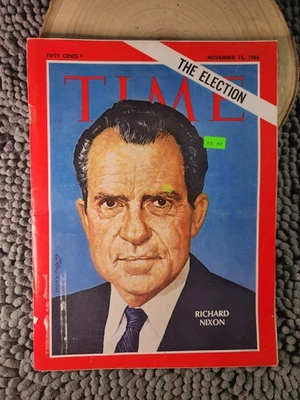 FIFTY CENTS
NOVEMBER 15, 1968
THE ELECTION
TIME
RICHARD
NIXON